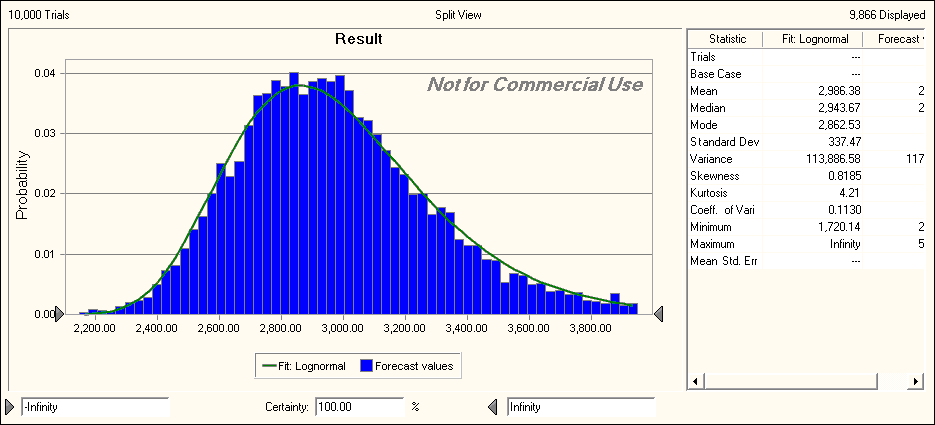 10,000 Trials Split View 9,866 Displayed
Result
Not for Commercial Use
Probability
0.04
0.03
0.02
0.01
0.00
2,200.00 2,400.00 2,600.00 2,800.00 3,000.00 3,200.00 3,400.00 3,600.00 3,800.00
Fit: Lognormal Forecast values
Statistic Fit: Lognormal Forecast
Trials ---
Base Case ---
Mean 2,986.38 2
Median 2,943.67 2
Mode 2,862.53
Standard Dev 337.47
Variance 113,886.58 117
Skewness 0.8185
Kurtosis 4.21
Coeff. of Vari 0.1130
Minimum 1,720.14 2
Maximum Infinity 5
Mean Std. Err ---
-Infinity Certainty: 100.00 % Infinity